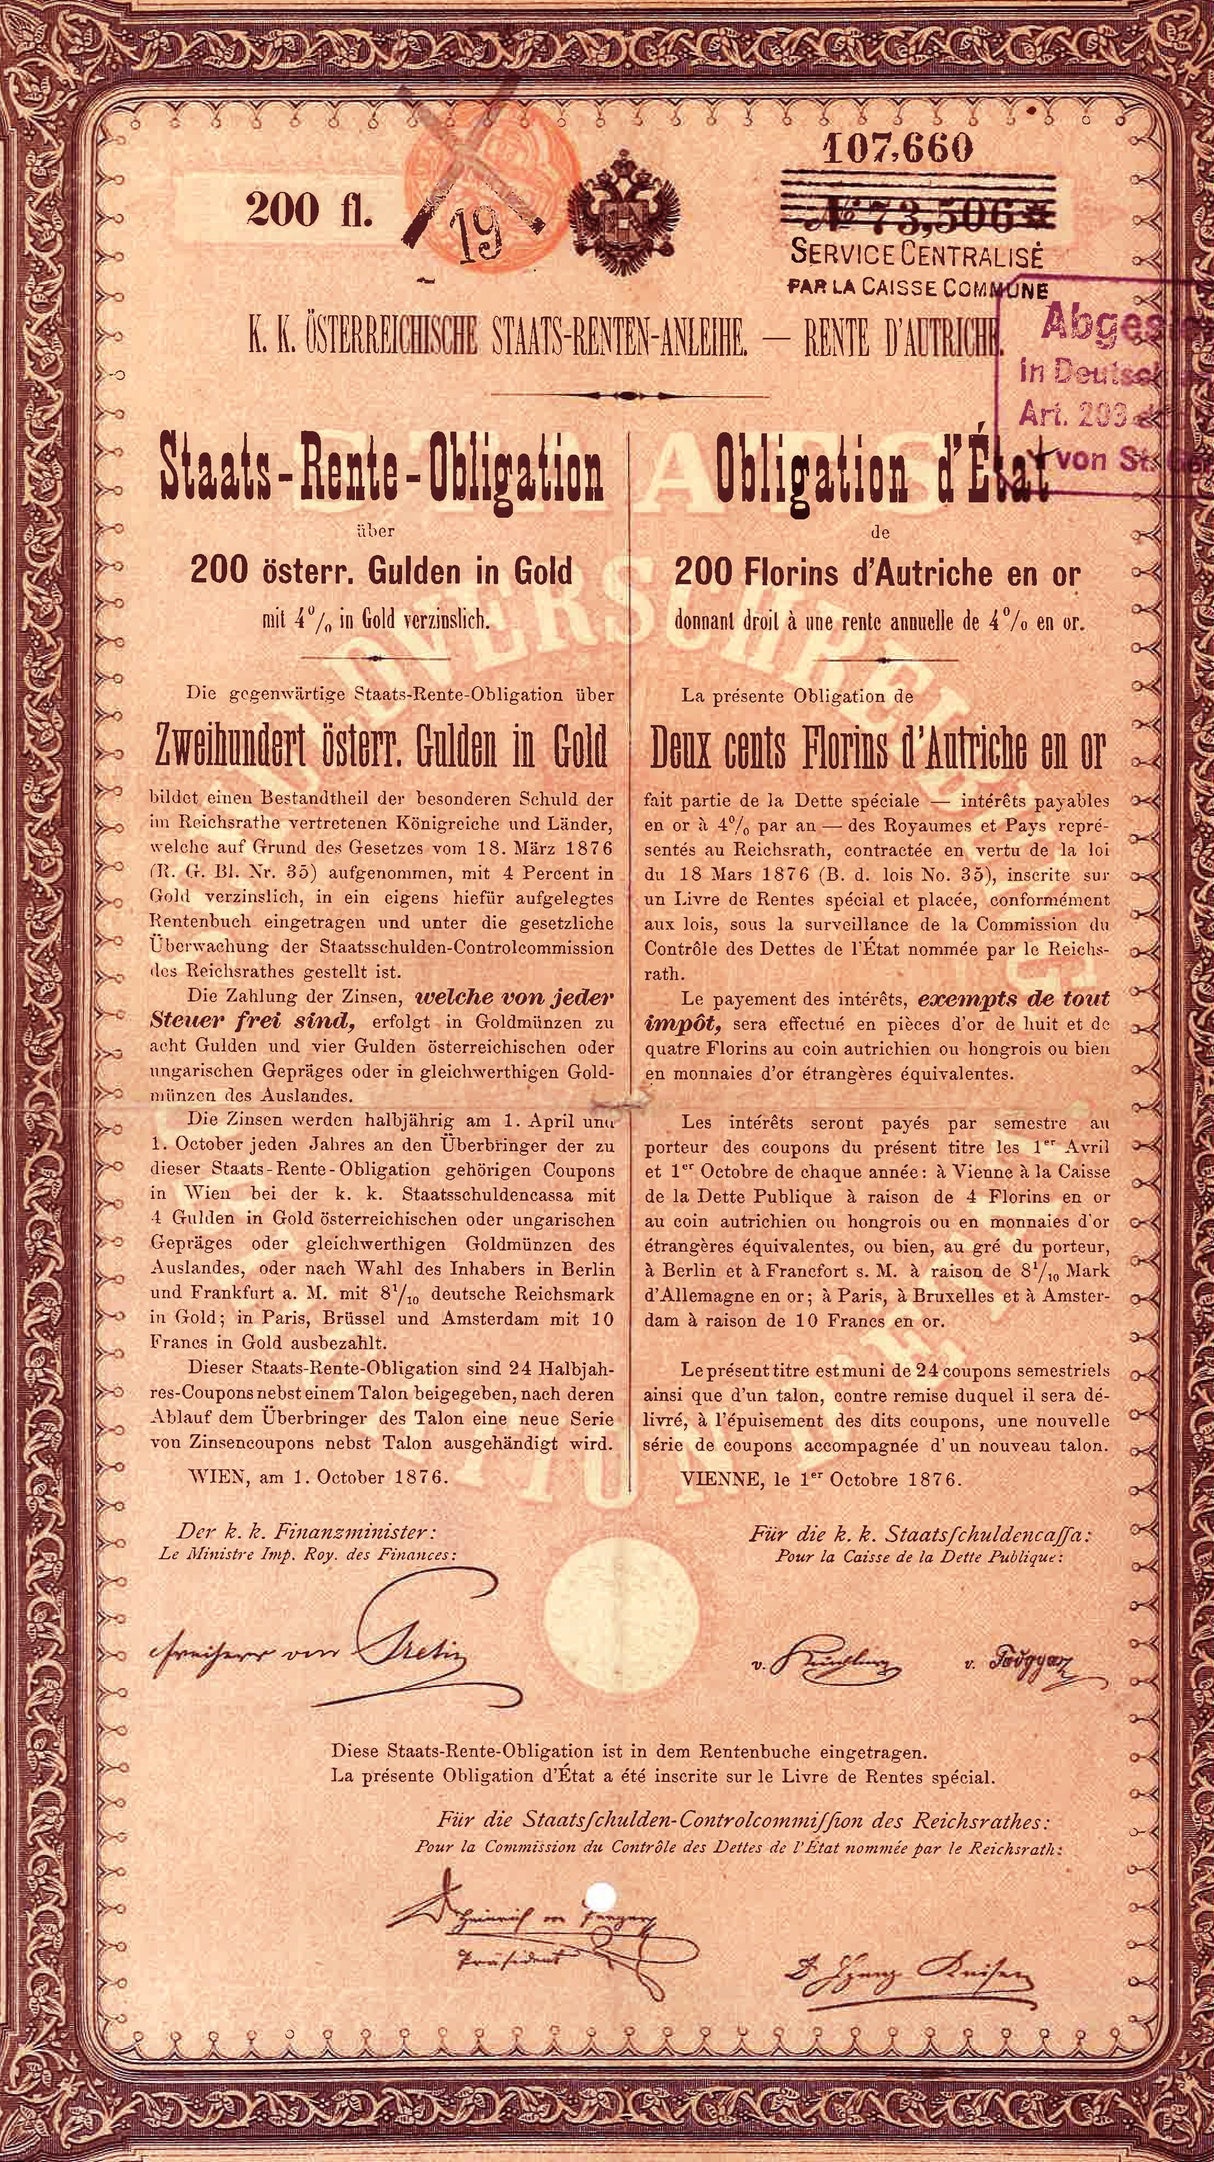 107,660
200 fl.
19
№ 73,506
SERVICE CENTRALISÉ
PAR LA CAISSE COMMUNE
Abges
in Deutsch
Art. 203
von St.
K. K. ÖSTERREICHISCHE STAATS-RENTEN-ANLEIHE. — RENTE D'AUTRICHE.
STAATS
SCHULDVERSCHREIBUNG
Staats-Rente-Obligation
über
200 österr. Gulden in Gold
mit 4% in Gold verzinslich.
Die gegenwärtige Staats-Rente-Obligation über
Zweihundert österr. Gulden in Gold
bildet einen Bestandtheil der besonderen Schuld der
im Reichsrathe vertretenen Königreiche und Länder,
welche auf Grund des Gesetzes vom 18. März 1876
(R. G. Bl. Nr. 35) aufgenommen, mit 4 Percent in
Gold verzinslich, in ein eigens hiefür aufgelegtes
Rentenbuch eingetragen und unter die gesetzliche
Überwachung der Staatsschulden-Controlcommission
des Reichsrathes gestellt ist.
Die Zahlung der Zinsen, welche von jeder
Steuer frei sind, erfolgt in Goldmünzen zu
acht Gulden und vier Gulden österreichischen oder
ungarischen Gepräges oder in gleichwerthigen Gold-
münzen des Auslandes.
Die Zinsen werden halbjährig am 1. April und
1. October jeden Jahres an den Überbringer der zu
dieser Staats-Rente-Obligation gehörigen Coupons
in Wien bei der k. k. Staatsschuldencassa mit
4 Gulden in Gold österreichischen oder ungarischen
Gepräges oder gleichwerthigen Goldmünzen des
Auslandes, oder nach Wahl des Inhabers in Berlin
und Frankfurt a. M. mit 8¹/₁₀ deutsche Reichsmark
in Gold; in Paris, Brüssel und Amsterdam mit 10
Francs in Gold ausbezahlt.
Dieser Staats-Rente-Obligation sind 24 Halbjah-
res-Coupons nebst einem Talon beigegeben, nach deren
Ablauf dem Überbringer des Talon eine neue Serie
von Zinsencoupons nebst Talon ausgehändigt wird.
WIEN, am 1. October 1876.
Obligation d'État
de
200 Florins d'Autriche en or
donnant droit à une rente annuelle de 4% en or.
La présente Obligation de
Deux cents Florins d'Autriche en or
fait partie de la Dette spéciale — intérêts payables
en or à 4% par an — des Royaumes et Pays repré-
sentés au Reichsrath, contractée en vertu de la loi
du 18 Mars 1876 (B. d. lois No. 35), inscrite sur
un Livre de Rentes spécial et placée, conformément
aux lois, sous la surveillance de la Commission du
Contrôle des Dettes de l'État nommée par le Reichs-
rath.
Le payement des intérêts, exempts de tout
impôt, sera effectué en pièces d'or de huit et de
quatre Florins au coin autrichien ou hongrois ou bien
en monnaies d'or étrangères équivalentes.
Les intérêts seront payés par semestre au
porteur des coupons du présent titre les 1er Avril
et 1er Octobre de chaque année: à Vienne à la Caisse
de la Dette Publique à raison de 4 Florins en or
au coin autrichien ou hongrois ou en monnaies d'or
étrangères équivalentes, ou bien, au gré du porteur,
à Berlin et à Francfort s. M. à raison de 8¹/₁₀ Mark
d'Allemagne en or; à Paris, à Bruxelles et à Amster-
dam à raison de 10 Francs en or.
Le présent titre est muni de 24 coupons semestriels
ainsi que d'un talon, contre remise duquel il sera dé-
livré, à l'épuisement des dits coupons, une nouvelle
série de coupons accompagnée d'un nouveau talon.
VIENNE, le 1er Octobre 1876.
Der k. k. Finanzminister:
Le Ministre Imp. Roy. des Finances:
Freiherr von Pretis
Für die k. k. Staatsſchuldencaſſa:
Pour la Caisse de la Dette Publique:
Diese Staats-Rente-Obligation ist in dem Rentenbuche eingetragen.
La présente Obligation d'État a été inscrite sur le Livre de Rentes spécial.
Für die Staatsſchulden-Controlcommiſſion des Reichsrathes:
Pour la Commission du Contrôle des Dettes de l'État nommée par le Reichsrath:
Präsident